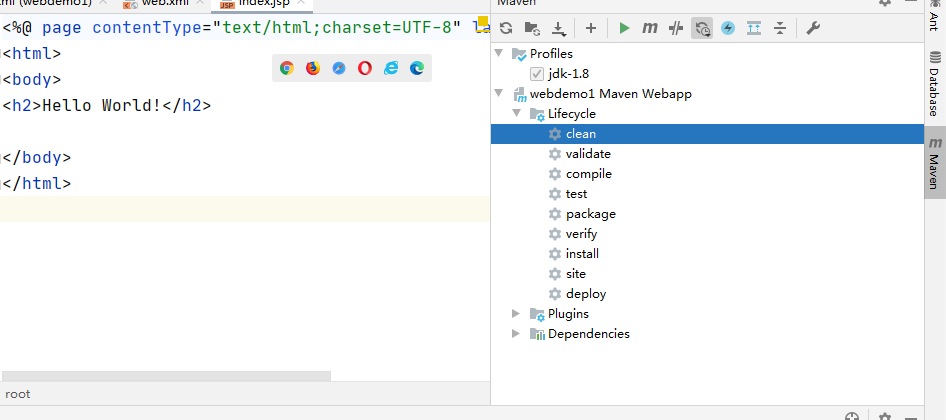 ml (webdemo1)
web.xml
index.jsp
JSP
<%@ page contentType="text/html;charset=UTF-8" la
<html>
<body>
<h2>Hello World!</h2>
</body>
</html>
root
Maven
Profiles
jdk-1.8
webdemo1 Maven Webapp
Lifecycle
clean
validate
compile
test
package
verify
install
site
deploy
Plugins
Dependencies
Ant
Database
m
Maven